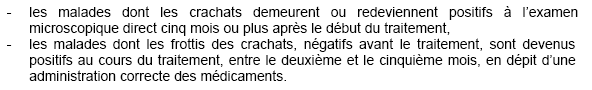 - les malades dont les crachats demeurent ou redeviennent positifs à l'examen
microscopique direct cinq mois ou plus après le début du traitement,
- les malades dont les frottis des crachats, négatifs avant le traitement, sont devenus
positifs au cours du traitement, entre le deuxième et le cinquième mois, en dépit d'une
administration correcte des médicaments.